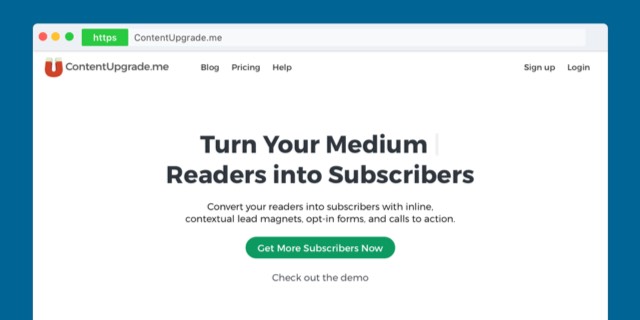 https ContentUpgrade.me
ContentUpgrade.me Blog Pricing Help Sign up Login
Turn Your Medium
Readers into Subscribers
Convert your readers into subscribers with inline,
contextual lead magnets, opt-in forms, and calls to action.
Get More Subscribers Now
Check out the demo